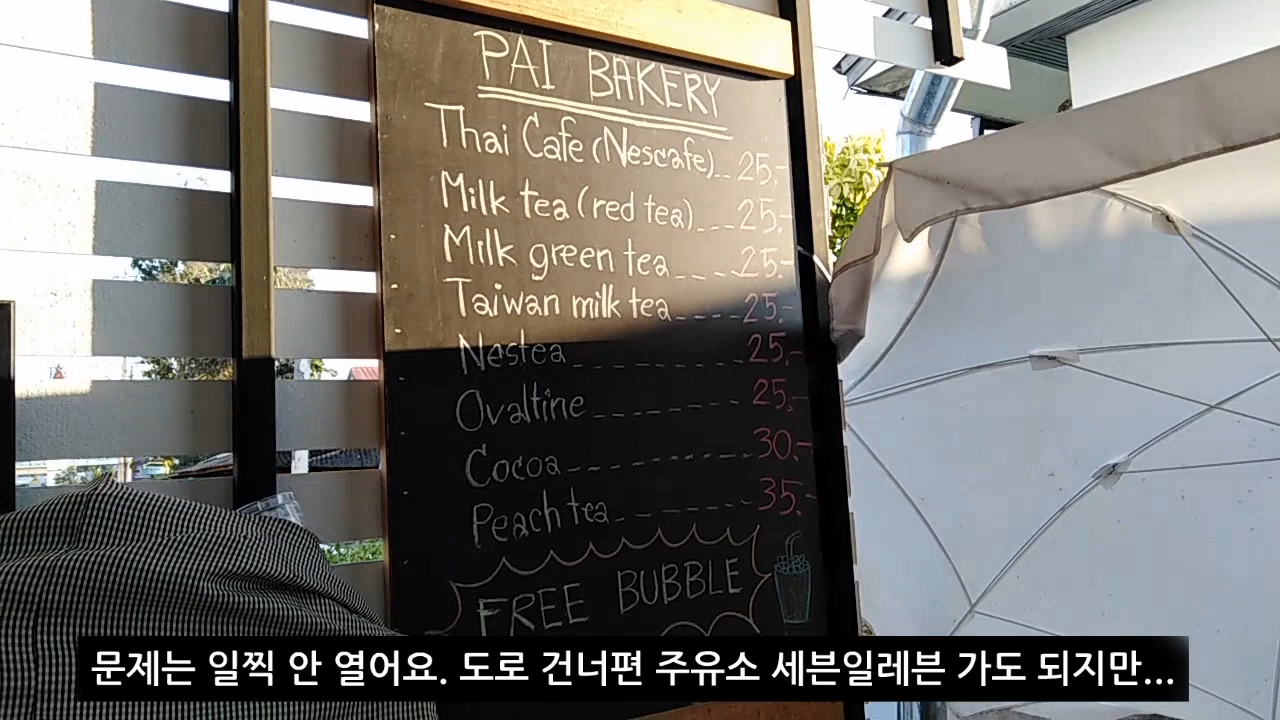 PAI BAKERY
Thai Cafe (Nescafe)..25.-
Milk tea (red tea)...25.-
Milk green tea....25.-
Taiwan milk tea....25.-
Nestea........25.-
Ovaltine.......25.-
Cocoa.........30.-
Peach tea......35.-
FREE BUBBLE
문제는 일찍 안 열어요. 도로 건너편 주유소 세븐일레븐 가도 되지만...